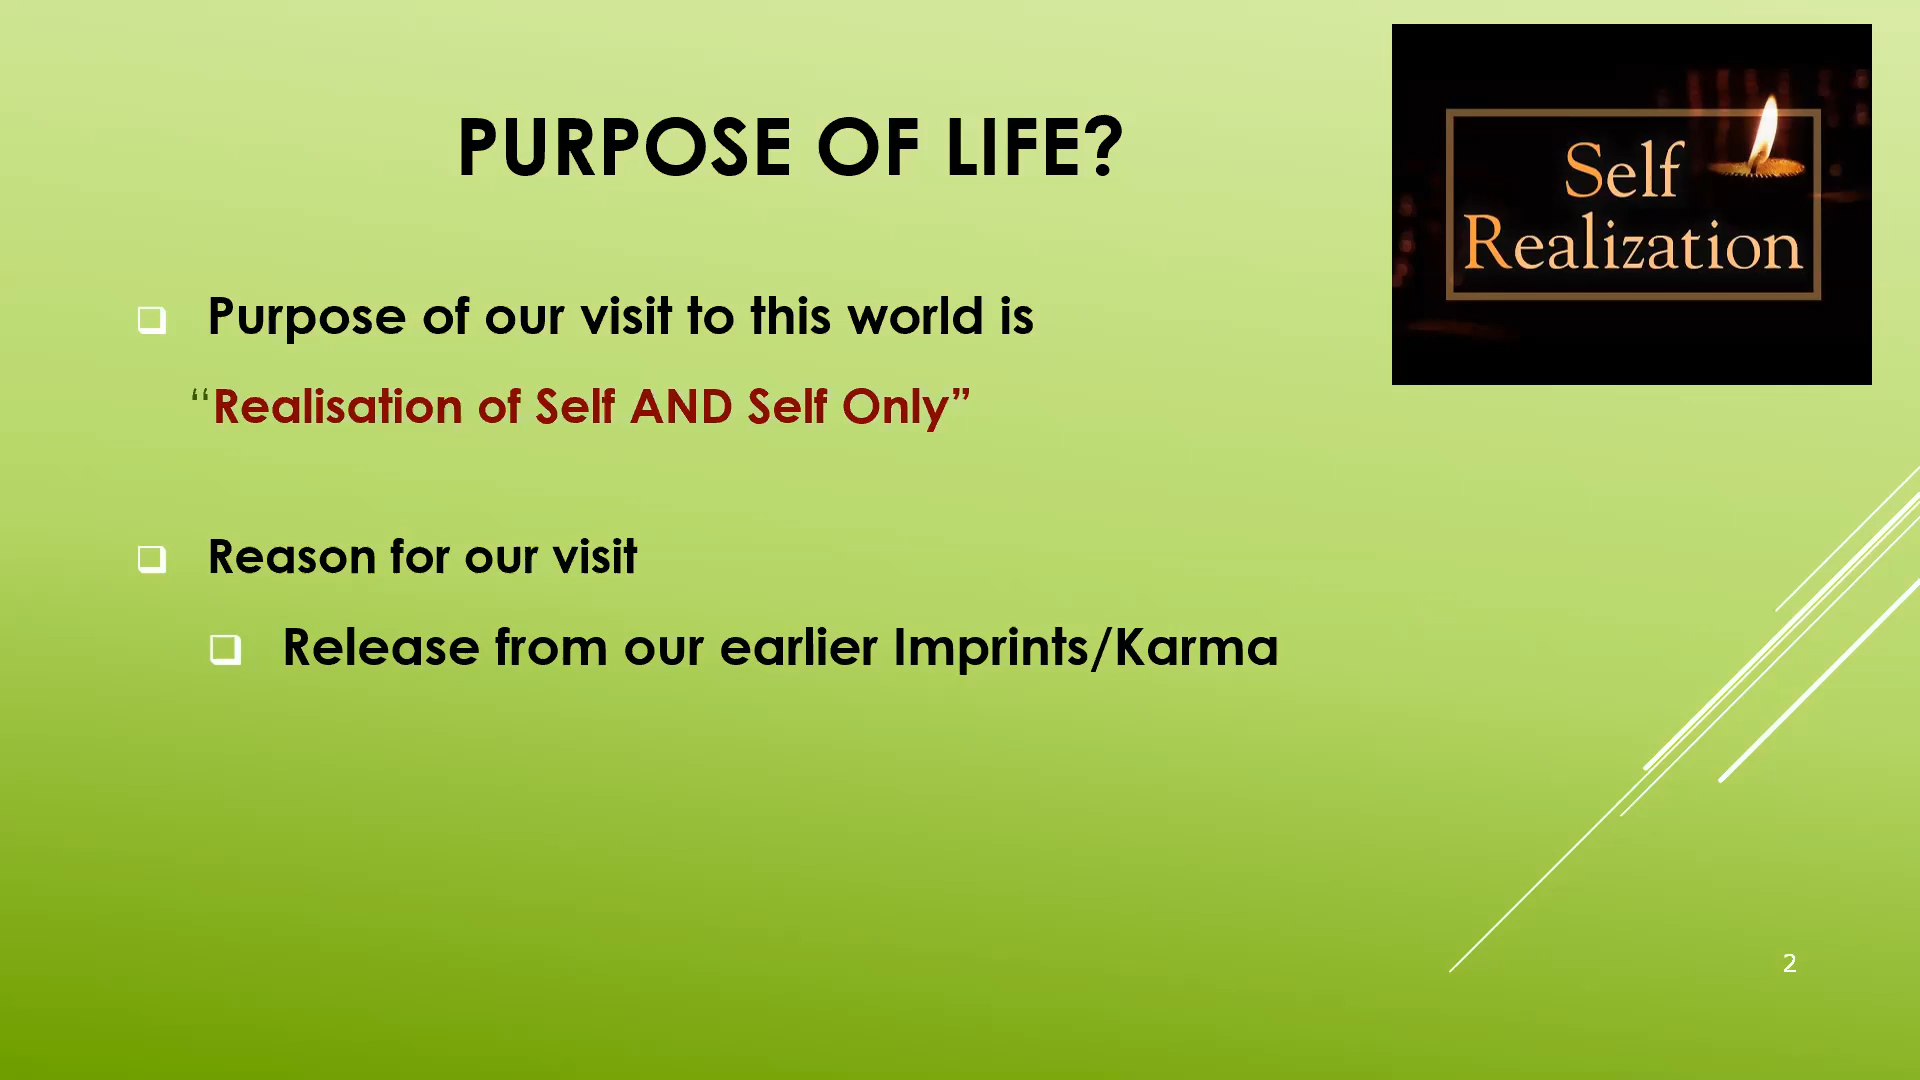 PURPOSE OF LIFE?
Self
Realization
Purpose of our visit to this world is
“Realisation of Self AND Self Only”
Reason for our visit
Release from our earlier Imprints/Karma
2